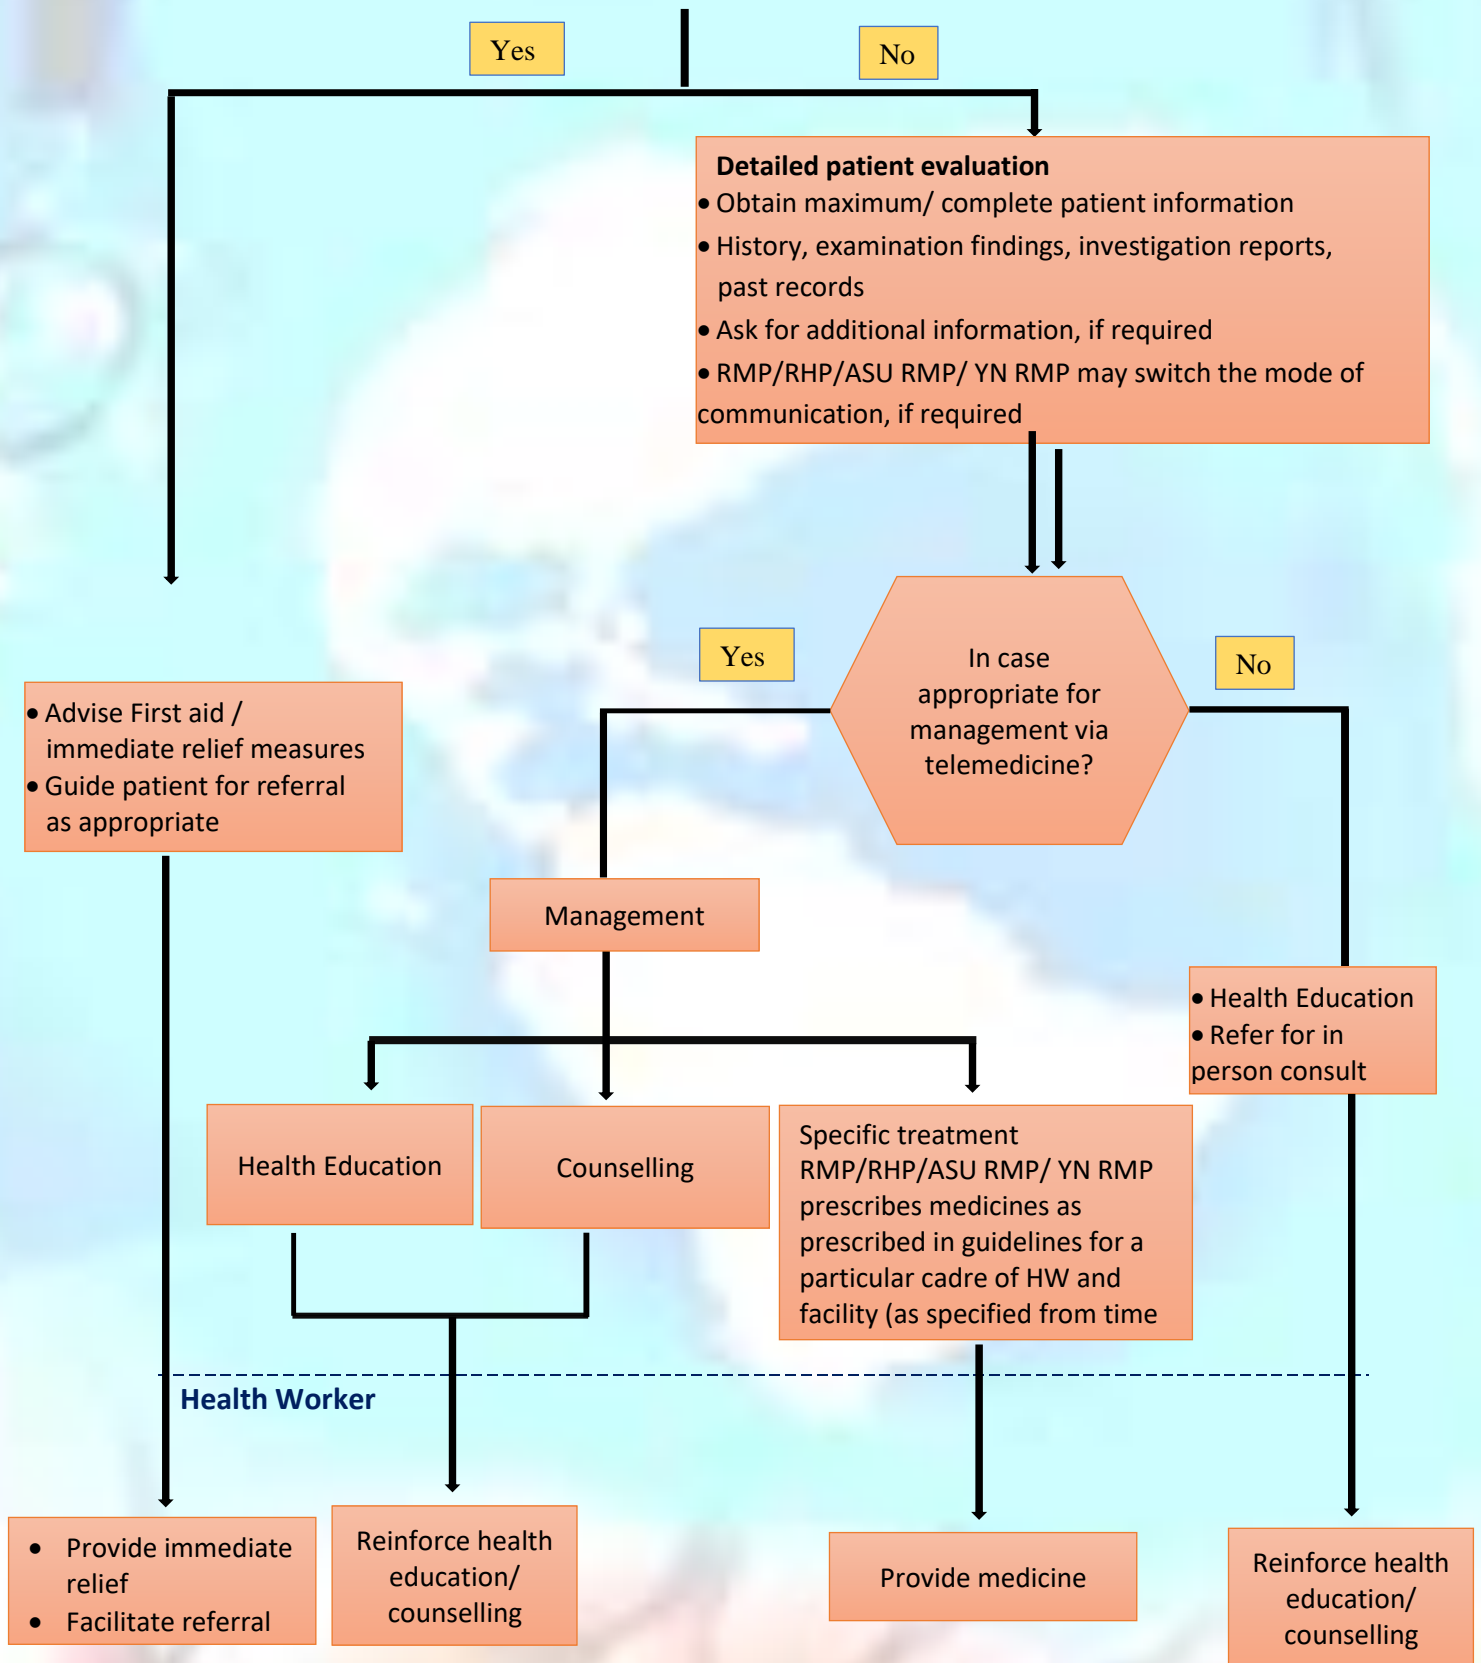 Yes
No
Detailed patient evaluation
• Obtain maximum/ complete patient information
• History, examination findings, investigation reports,
past records
• Ask for additional information, if required
• RMP/RHP/ASU RMP/ YN RMP may switch the mode of
communication, if required
Yes
In case
appropriate for
management via
telemedicine?
No
• Advise First aid /
immediate relief measures
• Guide patient for referral
as appropriate
Management
• Health Education
• Refer for in
person consult
Health Education
Counselling
Specific treatment
RMP/RHP/ASU RMP/ YN RMP
prescribes medicines as
prescribed in guidelines for a
particular cadre of HW and
facility (as specified from time
Health Worker
• Provide immediate
relief
• Facilitate referral
Reinforce health
education/
counselling
Provide medicine
Reinforce health
education/
counselling